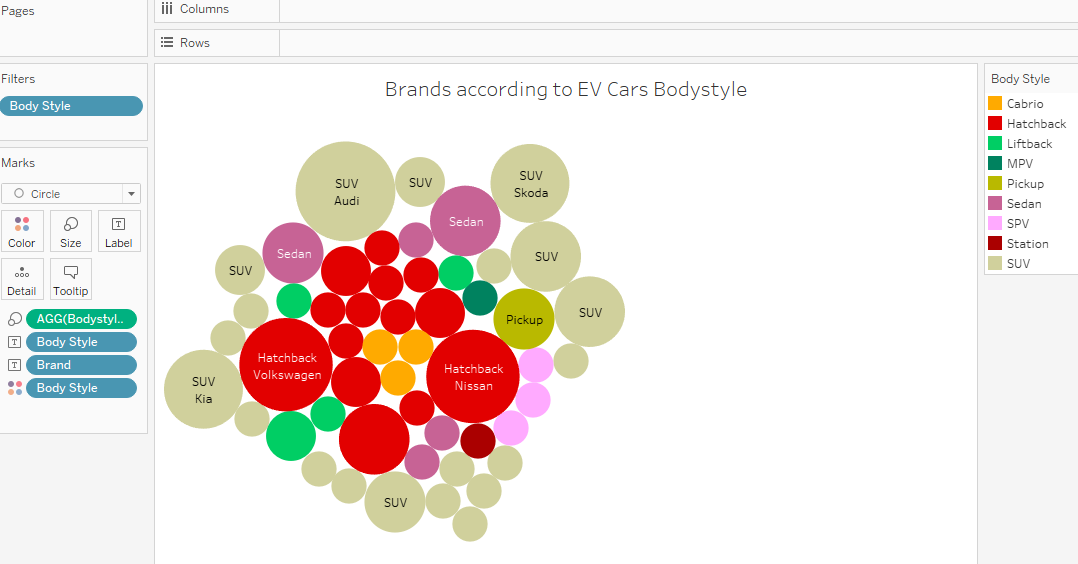 Pages
Columns
Rows
Filters
Body Style
Marks
Circle
Color
Size
Label
Detail
Tooltip
AGG(Bodystyl..
Body Style
Brand
Body Style
Brands according to EV Cars Bodystyle
SUV
Audi
SUV
SUV
Skoda
Sedan
Sedan
SUV
SUV
SUV
Pickup
Hatchback
Volkswagen
Hatchback
Nissan
SUV
Kia
SUV
Body Style
Cabrio
Hatchback
Liftback
MPV
Pickup
Sedan
SPV
Station
SUV